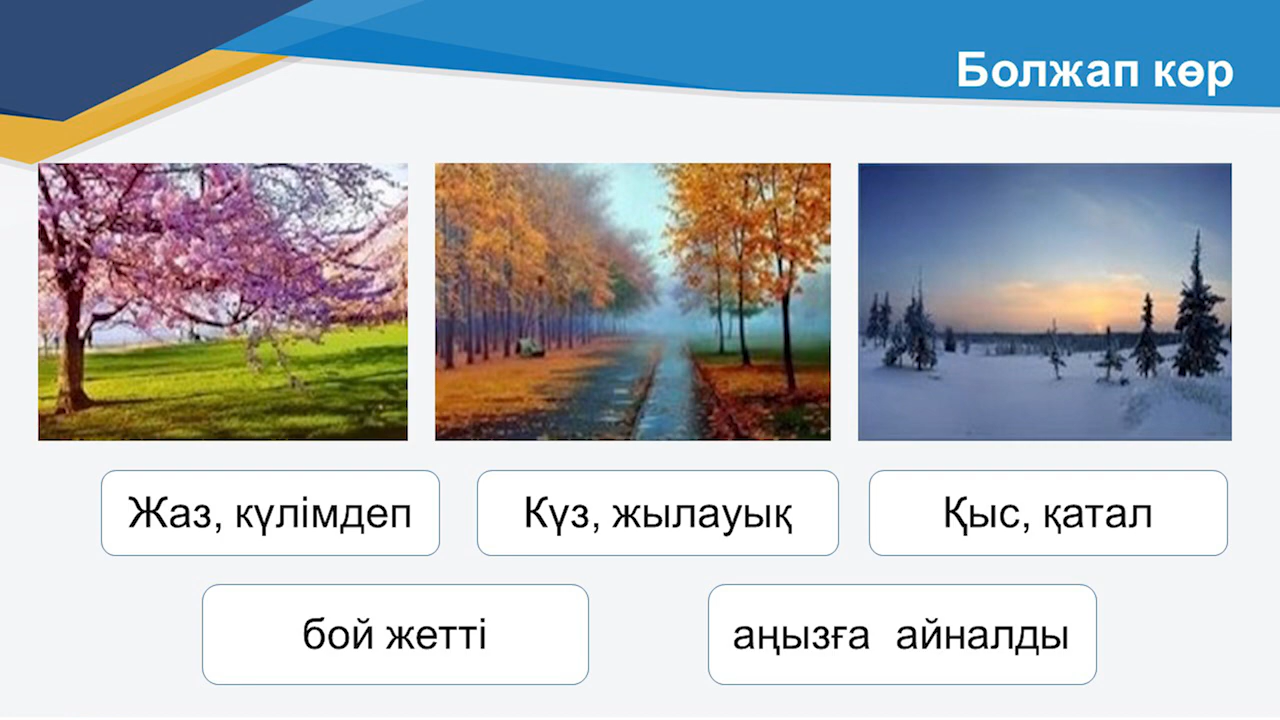 Болжап көр
Жаз, күлімдеп
Күз, жылауық
Қыс, қатал
бой жетті
аңызға айналды